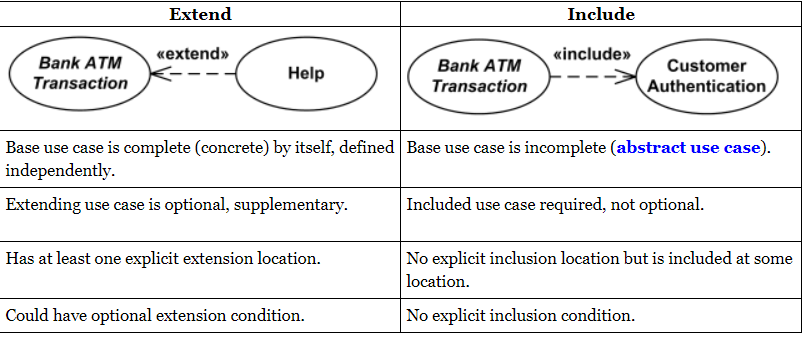 Extend
Include
Bank ATM
Transaction
«extend»
Help
Bank ATM
Transaction
«include»
Customer
Authentication
Base use case is complete (concrete) by itself, defined
independently.
Base use case is incomplete (abstract use case).
Extending use case is optional, supplementary.
Included use case required, not optional.
Has at least one explicit extension location.
No explicit inclusion location but is included at some
location.
Could have optional extension condition.
No explicit inclusion condition.